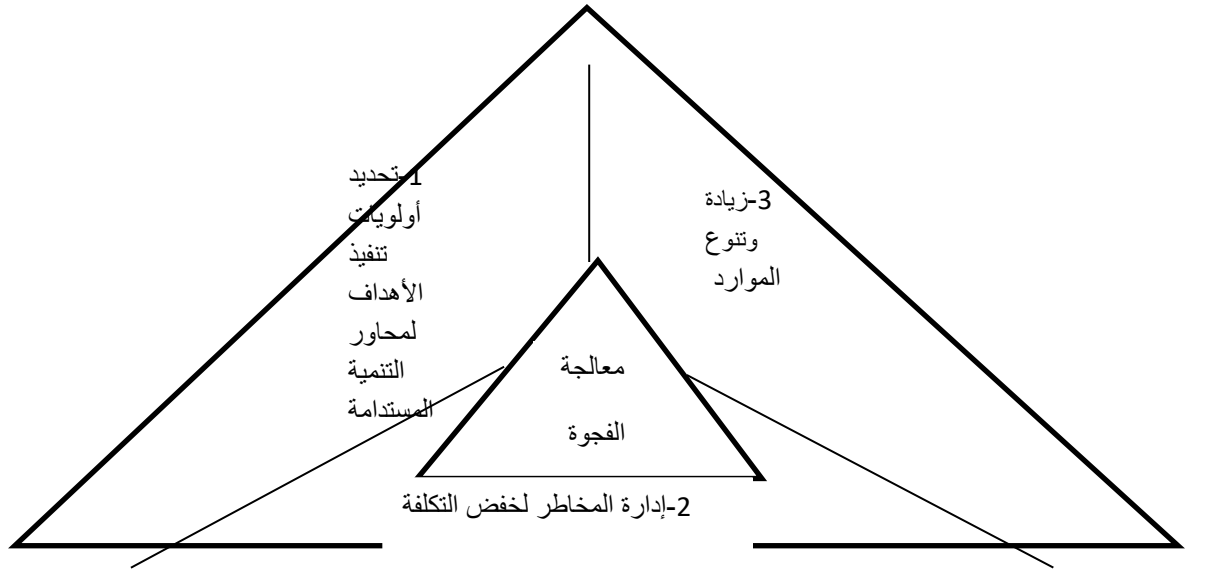 1-تحديد
أولويات
تنفيذ
الأهداف
لمحاور
التنمية
المستدامة
3-زيادة
وتنوع
الموارد
معالجة
الفجوة
2-إدارة المخاطر لخفض التكلفة